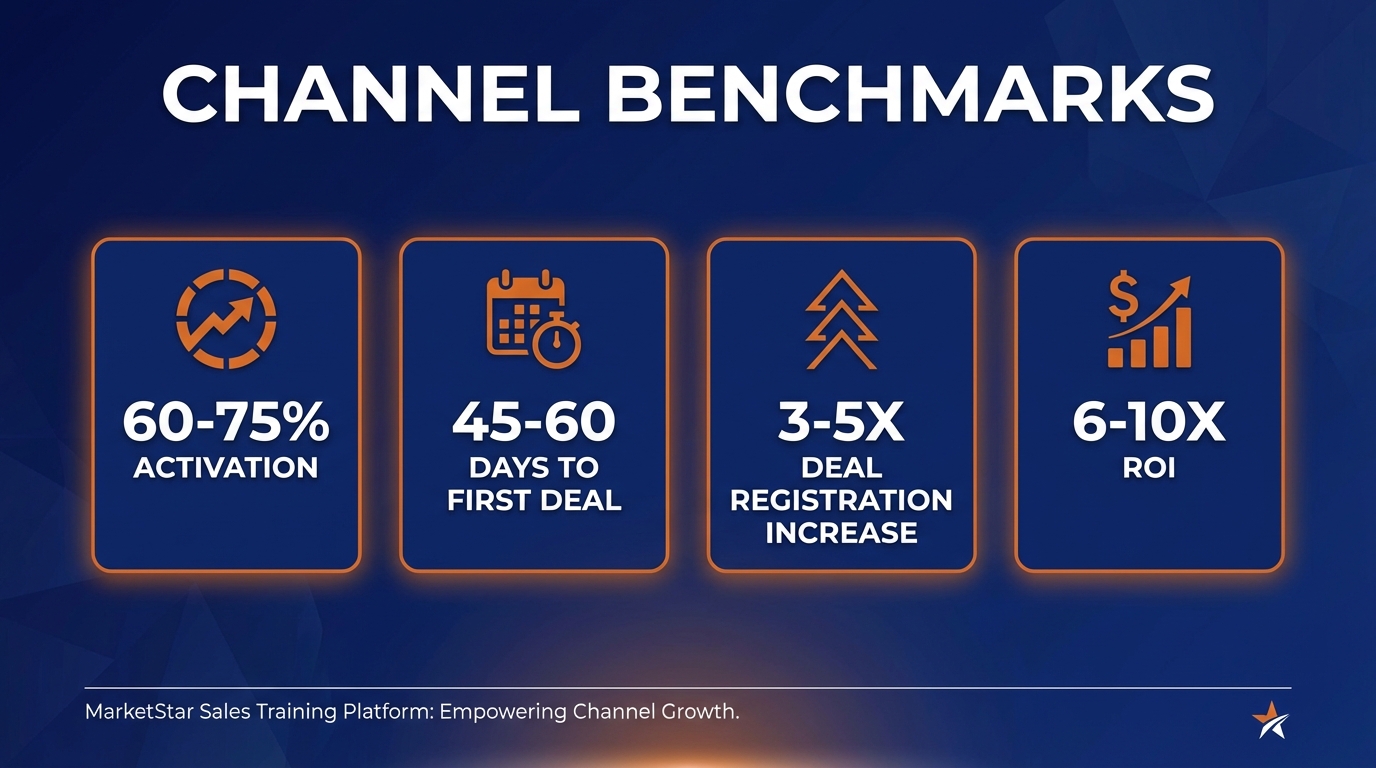 CHANNEL BENCHMARKS
60-75%
ACTIVATION
45-60
DAYS TO
FIRST DEAL
3-5X
DEAL
REGISTRATION
INCREASE
$
6-10X
ROI
MarketStar Sales Training Platform: Empowering Channel Growth.